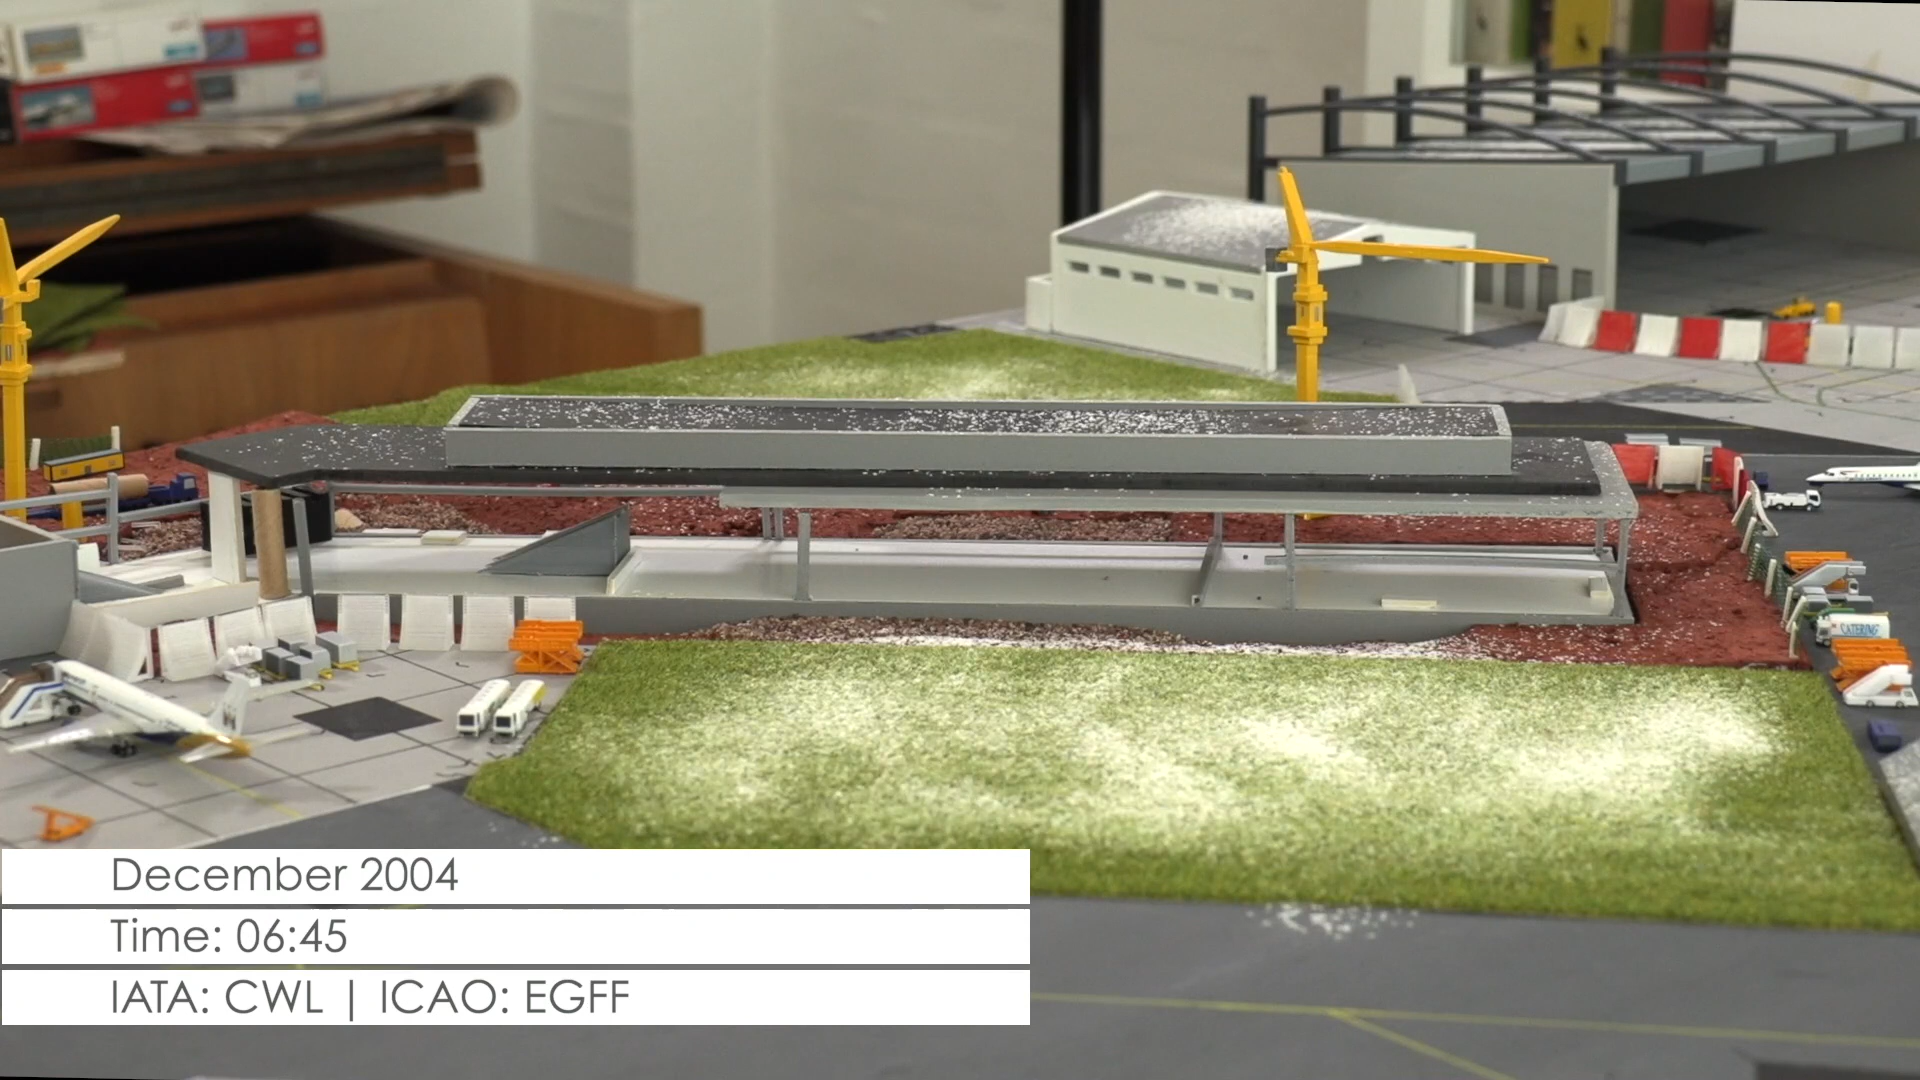 CATERING
December 2004
Time: 06:45
IATA: CWL | ICAO: EGFF